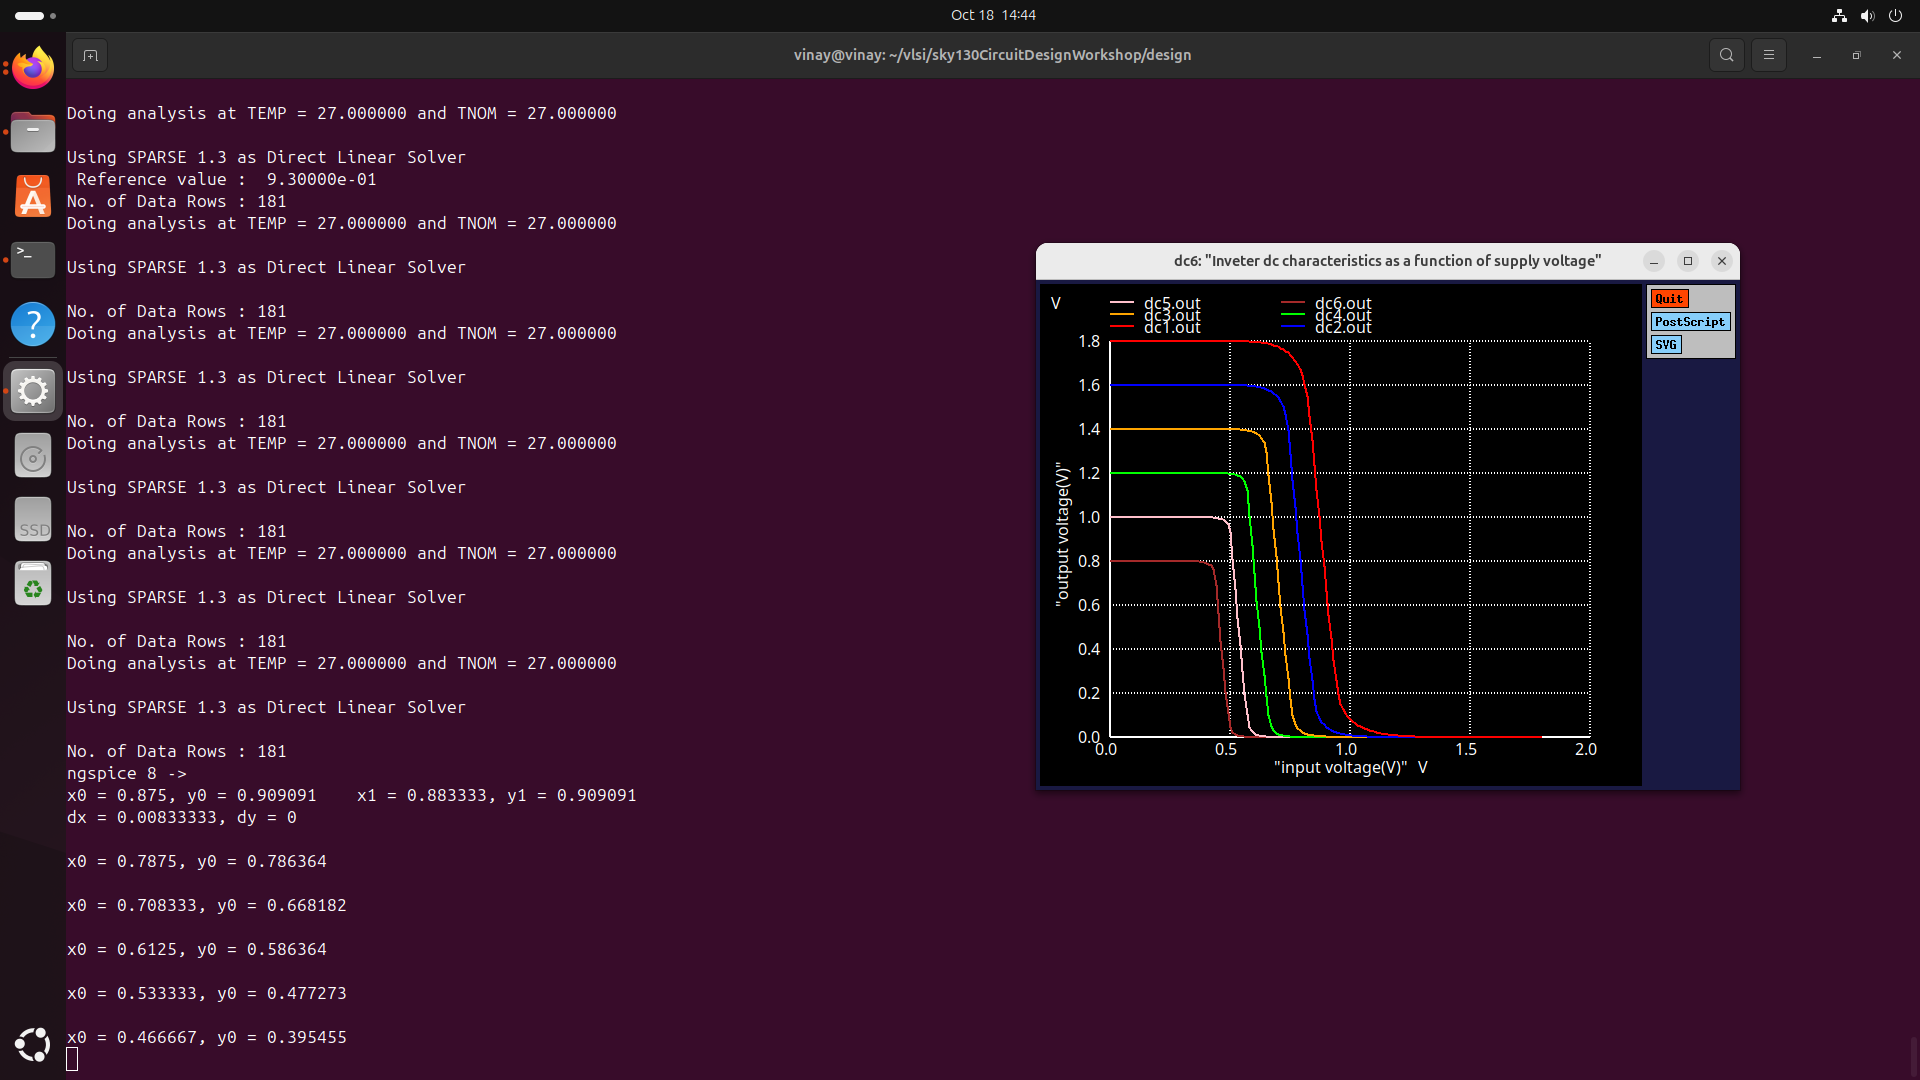 Oct 18 14:44
vinay@vinay: ~/vlsi/sky130CircuitDesignWorkshop/design
Doing analysis at TEMP = 27.000000 and TNOM = 27.000000
Using SPARSE 1.3 as Direct Linear Solver
Reference value : 9.30000e-01
No. of Data Rows : 181
Doing analysis at TEMP = 27.000000 and TNOM = 27.000000
Using SPARSE 1.3 as Direct Linear Solver
No. of Data Rows : 181
Doing analysis at TEMP = 27.000000 and TNOM = 27.000000
Using SPARSE 1.3 as Direct Linear Solver
No. of Data Rows : 181
Doing analysis at TEMP = 27.000000 and TNOM = 27.000000
Using SPARSE 1.3 as Direct Linear Solver
No. of Data Rows : 181
Doing analysis at TEMP = 27.000000 and TNOM = 27.000000
Using SPARSE 1.3 as Direct Linear Solver
No. of Data Rows : 181
Doing analysis at TEMP = 27.000000 and TNOM = 27.000000
Using SPARSE 1.3 as Direct Linear Solver
No. of Data Rows : 181
ngspice 8 ->
x0 = 0.875, y0 = 0.909091    x1 = 0.883333, y1 = 0.909091
dx = 0.00833333, dy = 0
x0 = 0.7875, y0 = 0.786364
x0 = 0.708333, y0 = 0.668182
x0 = 0.6125, y0 = 0.586364
x0 = 0.533333, y0 = 0.477273
x0 = 0.466667, y0 = 0.395455
dc6: "Inveter dc characteristics as a function of supply voltage"
Quit
PostScript
SVG
V
dc5.out dc6.out
dc3.out dc4.out
dc1.out dc2.out
1.8
1.6
1.4
1.2
1.0
0.8
0.6
0.4
0.2
0.0
"output voltage(V)"
0.0 0.5 1.0 1.5 2.0
"input voltage(V)" V
SSD